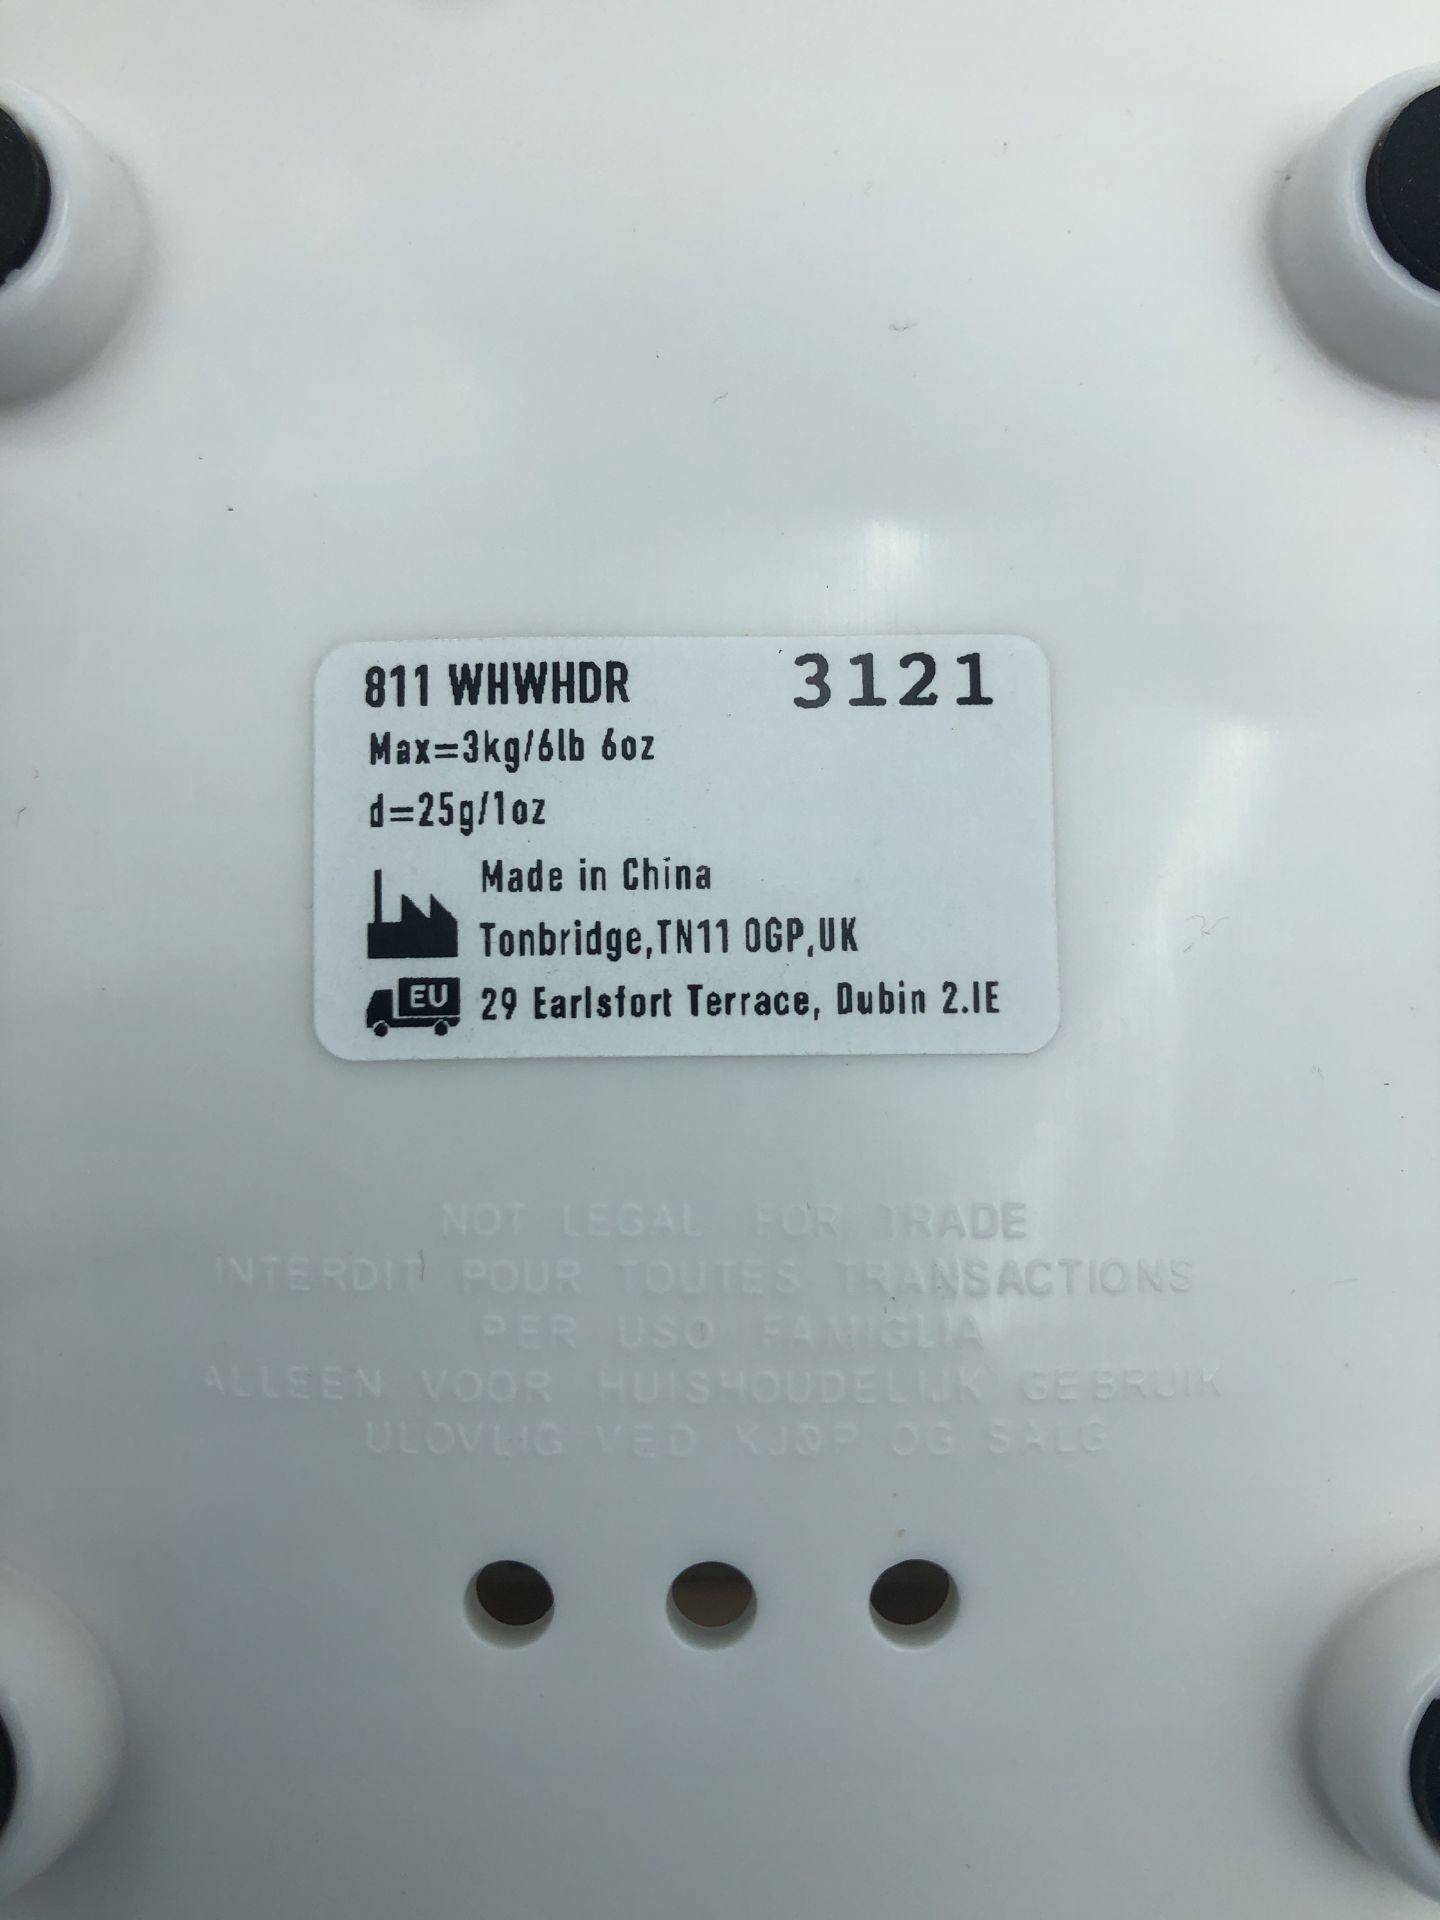 811 WHWHDR 3121
Max=3kg/6lb 6oz
d=25g/1oz
Made in China
Tonbridge,TN11 0GP,UK
EU 29 Earlsfort Terrace, Dubin 2.IE
NOT LEGAL FOR TRADE
INTERDIT POUR TOUTES TRANSACTIONS
PER USO FAMIGLIA
ALLEEN VOOR HUISHOUDELIJK GEBRUIK
ULOVLIG VED KJØP OG SALG